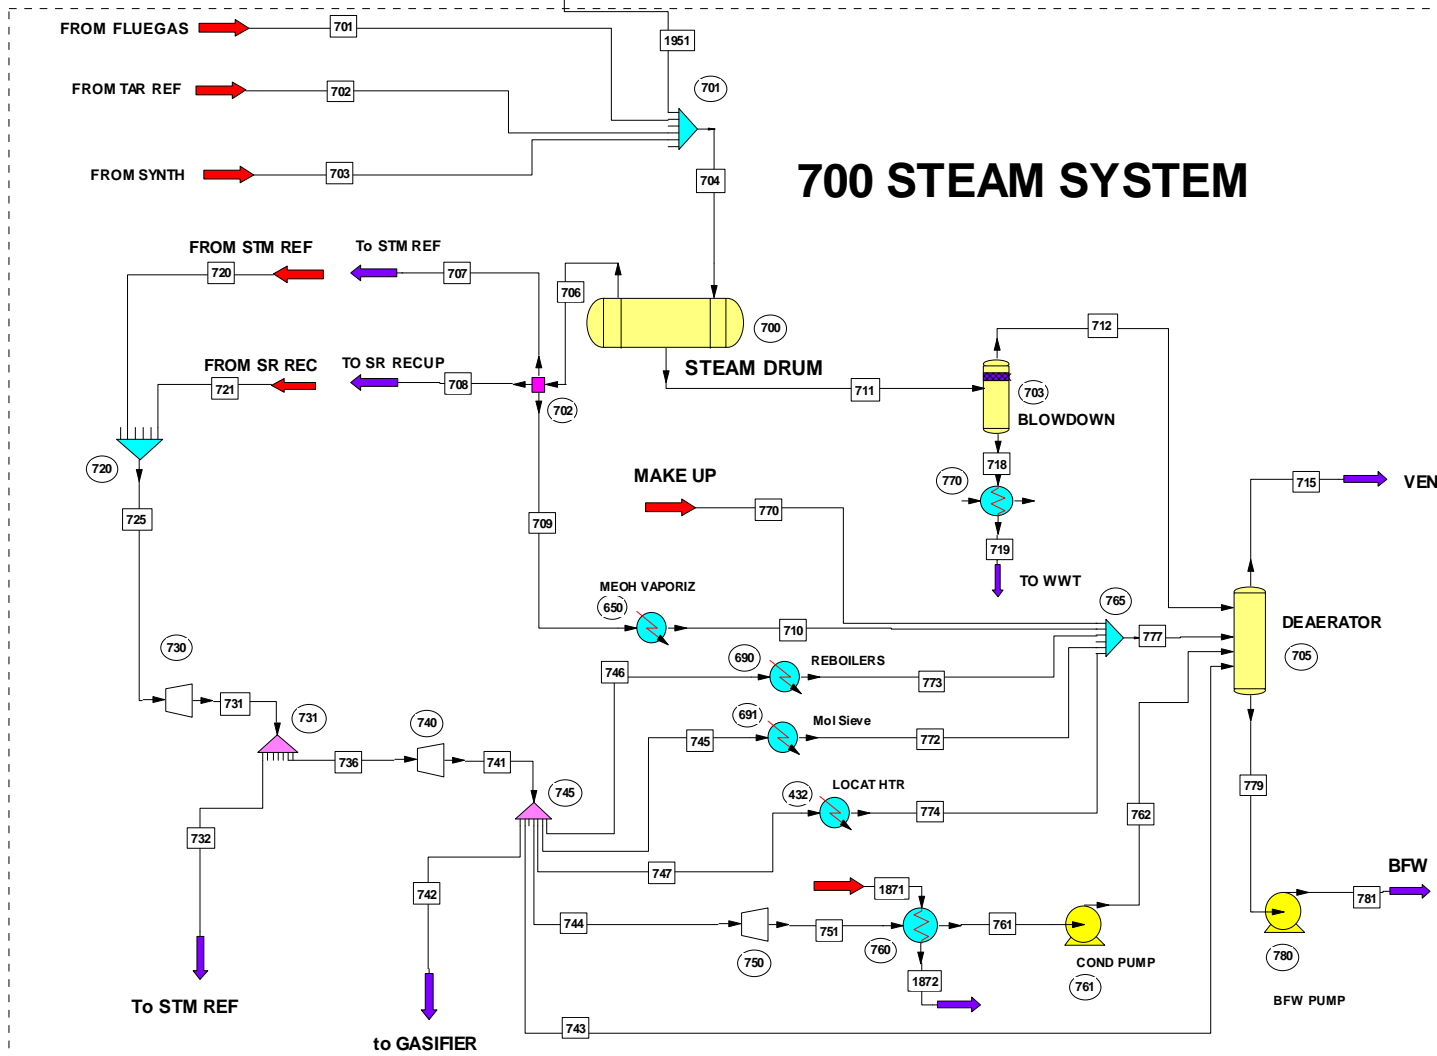 FROM FLUEGAS
701
1951
FROM TAR REF
702
701
FROM SYNTH
703
704
700 STEAM SYSTEM
FROM STM REF
To STM REF
720
707
706
700
712
STEAM DRUM
FROM SR REC
TO SR RECUP
721
708
711
703
702
BLOWDOWN
720
718
MAKE UP
770
715
VEN
725
709
770
719
TO WWT
MEOH VAPORIZ
650
765
710
777
DEAERATOR
705
730
746
690
REBOILERS
773
731
731
740
691
Mol Sieve
745
772
736
741
745
432
LOCAT HTR
774
762
779
732
747
742
1871
BFW
781
744
751
761
750
760
COND PUMP
761
780
1872
BFW PUMP
To STM REF
743
to GASIFIER